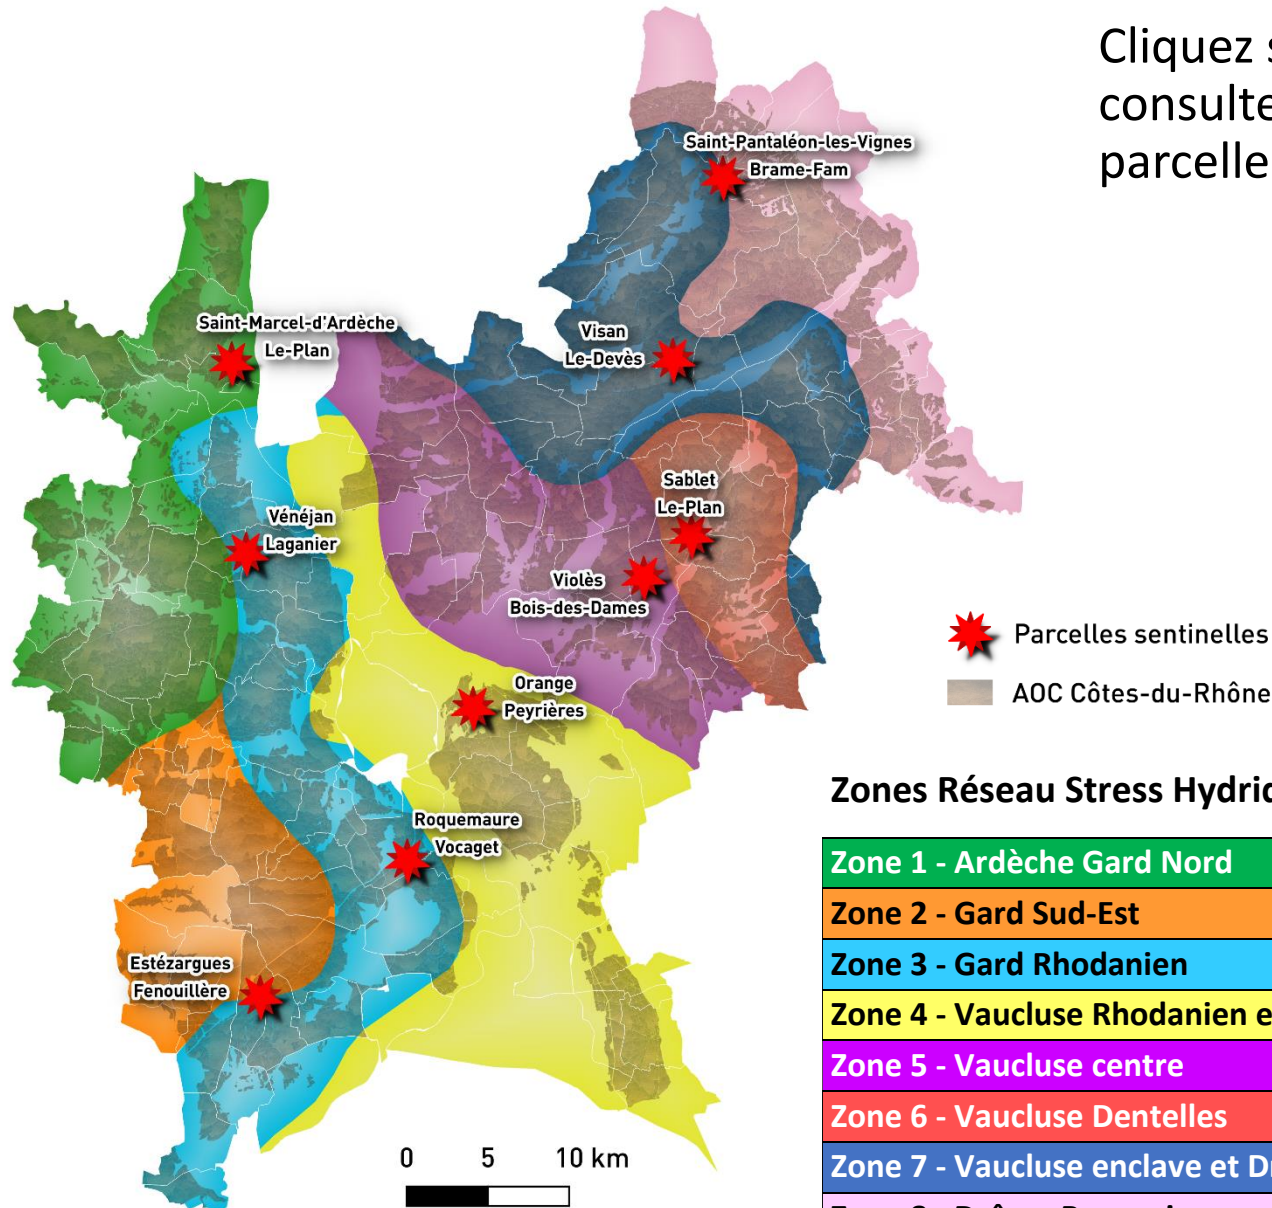 Cliquez
consulte
parcelle
Saint-Pantaléon-les-Vignes
Brame-Fam
Saint-Marcel-d'Ardèche
Le-Plan
Visan
Le-Devès
Sablet
Le-Plan
Vénéjan
Laganier
Violès
Bois-des-Dames
Orange
Peyrières
Roquemaure
Vocaget
Estézargues
Fenouillère
Parcelles sentinelles
AOC Côtes-du-Rhône
Zones Réseau Stress Hydric
Zone 1 - Ardèche Gard Nord
Zone 2 - Gard Sud-Est
Zone 3 - Gard Rhodanien
Zone 4 - Vaucluse Rhodanien e
Zone 5 - Vaucluse centre
Zone 6 - Vaucluse Dentelles
Zone 7 - Vaucluse enclave et D
0 5 10 km